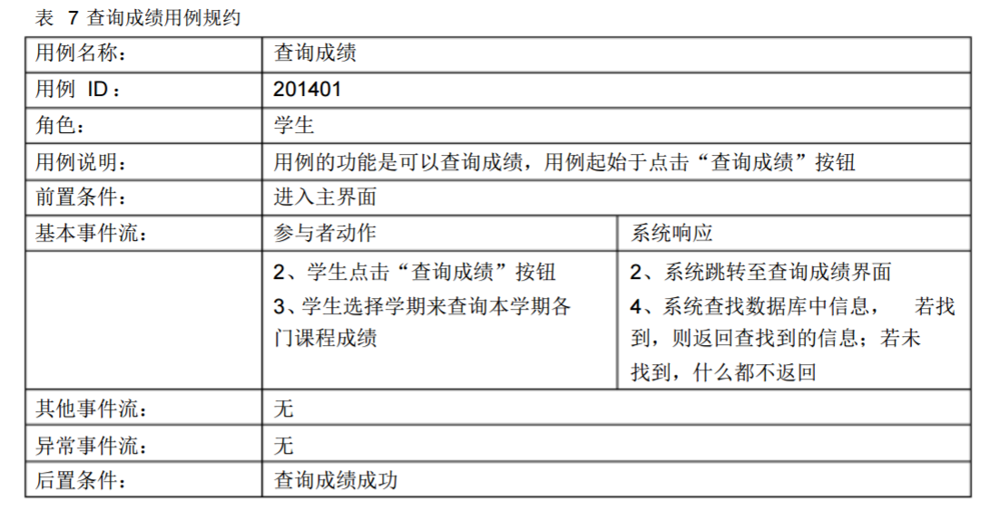 表 7 查询成绩用例规约
用例名称：
查询成绩
用例 ID：
201401
角色：
学生
用例说明：
用例的功能是可以查询成绩，用例起始于点击“查询成绩”按钮
前置条件：
进入主界面
基本事件流：
参与者动作
系统响应
2、学生点击“查询成绩”按钮
3、学生选择学期来查询本学期各
门课程成绩
2、系统跳转至查询成绩界面
4、系统查找数据库中信息， 若找
到，则返回查找到的信息；若未
找到，什么都不返回
其他事件流：
无
异常事件流：
无
后置条件：
查询成绩成功